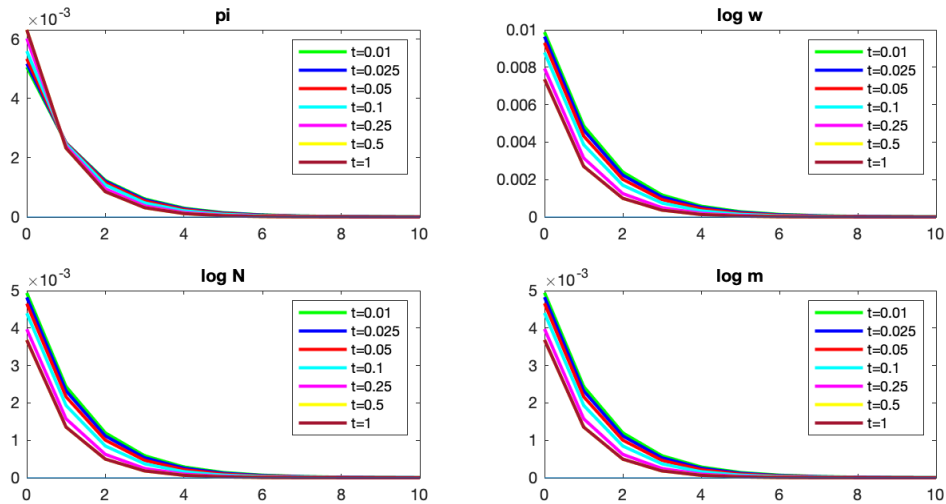 pi
×10⁻³
6
4
2
0
0 2 4 6 8 10
t=0.01
t=0.025
t=0.05
t=0.1
t=0.25
t=0.5
t=1
log w
0.01
0.008
0.006
0.004
0.002
0
0 2 4 6 8 10
t=0.01
t=0.025
t=0.05
t=0.1
t=0.25
t=0.5
t=1
log N
×10⁻³
5
4
3
2
1
0
0 2 4 6 8 10
t=0.01
t=0.025
t=0.05
t=0.1
t=0.25
t=0.5
t=1
log m
×10⁻³
5
4
3
2
1
0
0 2 4 6 8 10
t=0.01
t=0.025
t=0.05
t=0.1
t=0.25
t=0.5
t=1